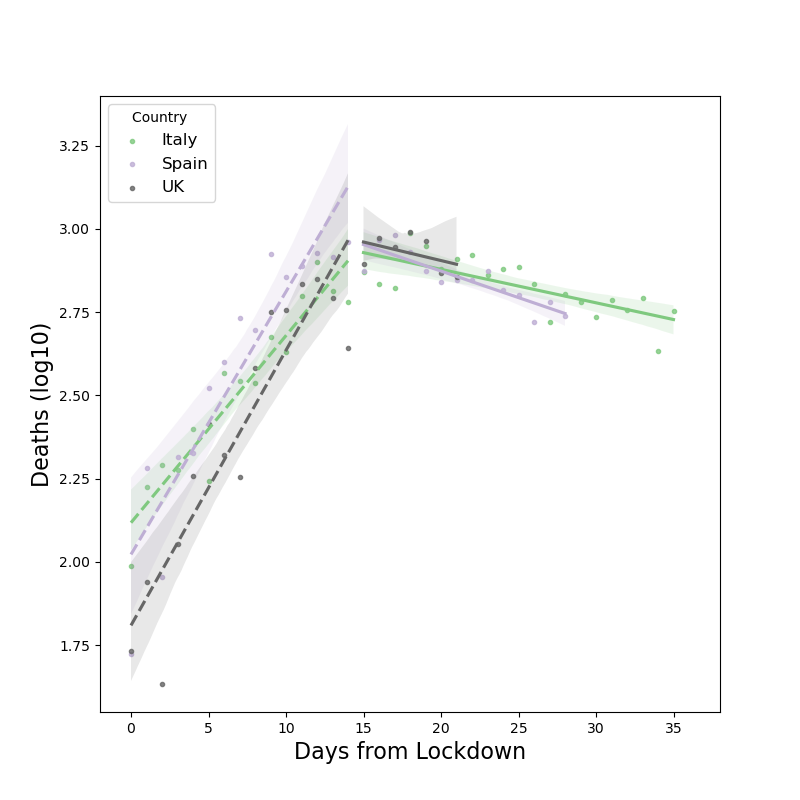 Country
Italy
Spain
UK
Deaths (log10)
3.25
3.00
2.75
2.50
2.25
2.00
1.75
0 5 10 15 20 25 30 35
Days from Lockdown